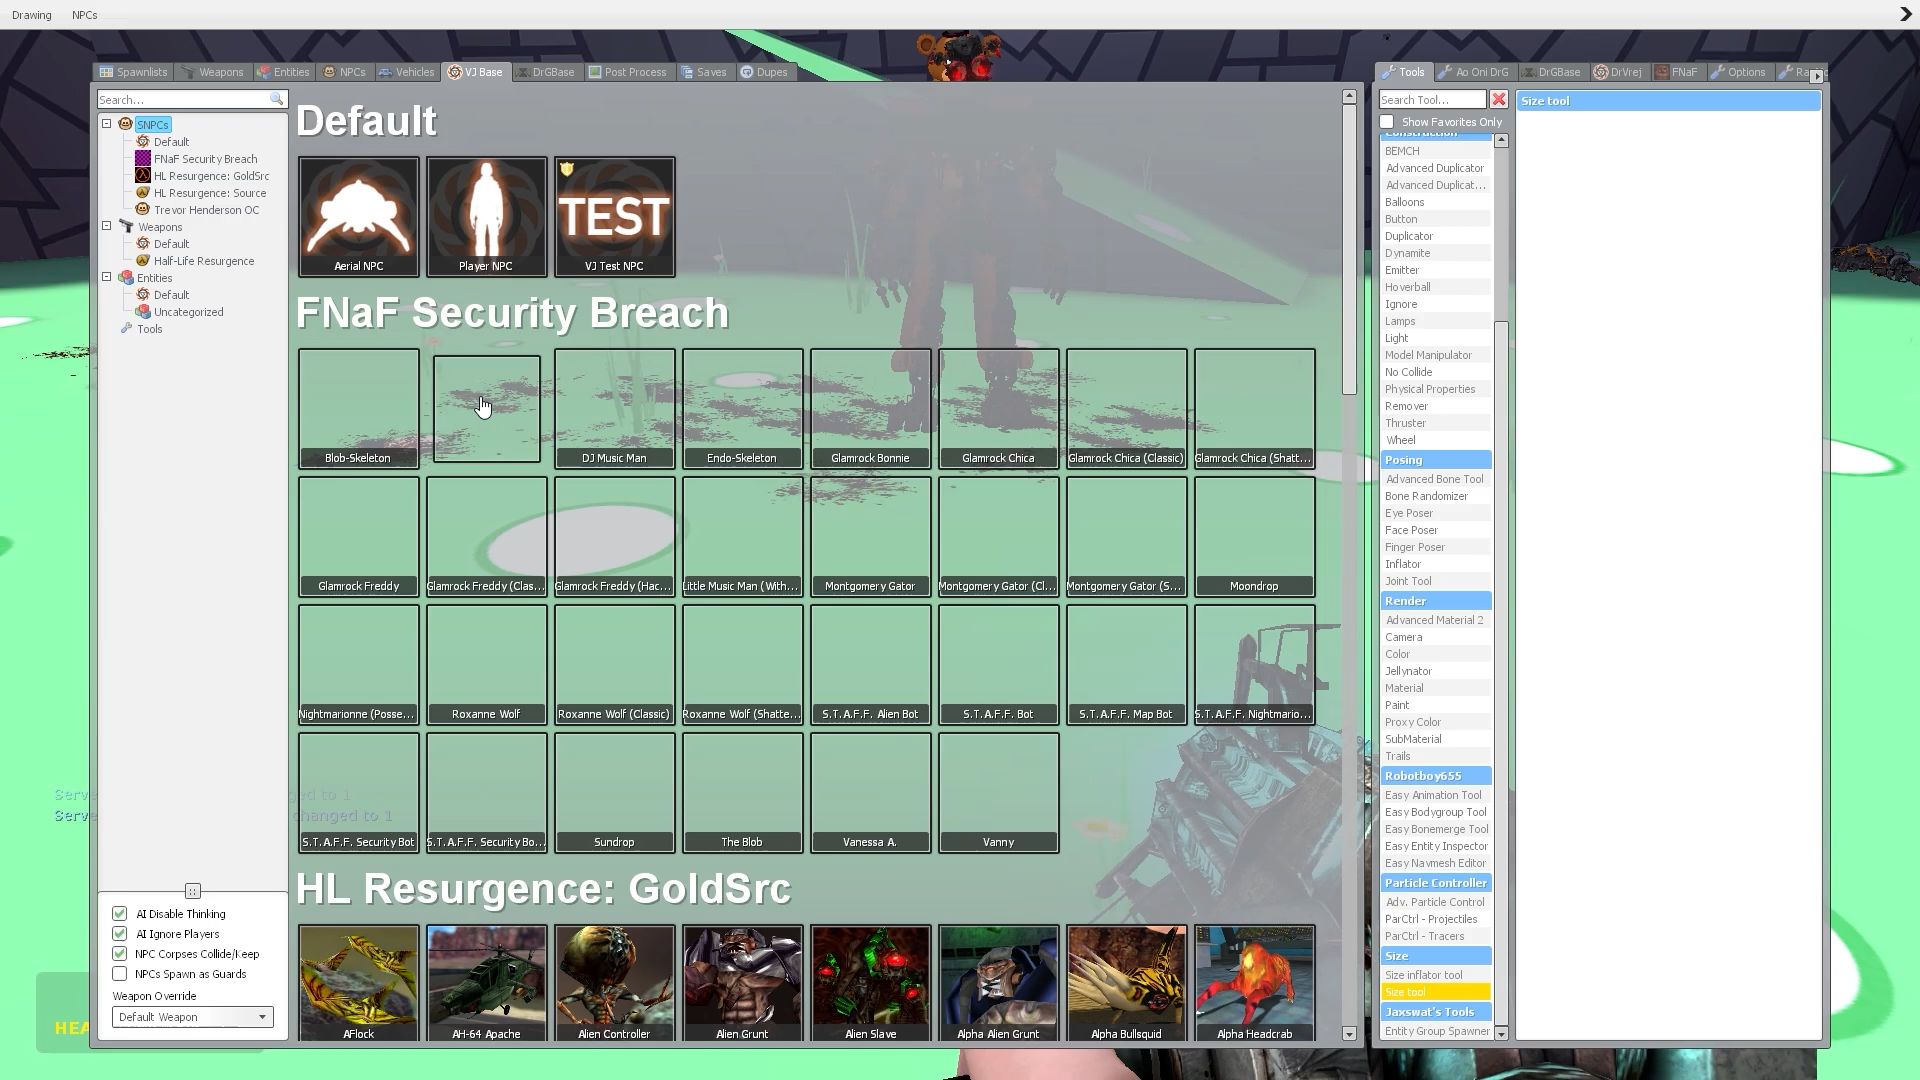 Drawing NPCs
Spawnlists Weapons Entities NPCs Vehicles VJ Base DrGBase Post Process Saves Dupes
Search...
SNPCs
Default
FNaF Security Breach
HL Resurgence: GoldSrc
HL Resurgence: Source
Trevor Henderson OC
Weapons
Default
Half-Life Resurgence
Entities
Default
Uncategorized
Tools
AI Disable Thinking
AI Ignore Players
NPC Corpses Collide/Keep
NPCs Spawn as Guards
Weapon Override
Default Weapon
Default
TEST
Aerial NPC Player NPC VJ Test NPC
FNaF Security Breach
Blob-Skeleton DJ Music Man Endo-Skeleton Glamrock Bonnie Glamrock Chica Glamrock Chica (Classic) Glamrock Chica (Shatt...
Glamrock Freddy Glamrock Freddy (Clas... Glamrock Freddy (Hac... Little Music Man (With... Montgomery Gator Montgomery Gator (Cl... Montgomery Gator (S... Moondrop
Nightmarionne (Posse... Roxanne Wolf Roxanne Wolf (Classic) Roxanne Wolf (Shatte... S.T.A.F.F. Alien Bot S.T.A.F.F. Bot S.T.A.F.F. Map Bot S.T.A.F.F. Nightmario...
S.T.A.F.F. Security Bot S.T.A.F.F. Security Bo... Sundrop The Blob Vanessa A. Vanny
HL Resurgence: GoldSrc
AFlock AH-64 Apache Alien Controller Alien Grunt Alien Slave Alpha Alien Grunt Alpha Bullsquid Alpha Headcrab
Tools Ao Oni DrG DrGBase DrVrej FNaF Options
Search Tool...
Show Favorites Only
Construction
BEMCH
Advanced Duplicator
Advanced Duplicat...
Balloons
Button
Duplicator
Dynamite
Emitter
Hoverball
Ignore
Lamps
Light
Model Manipulator
No Collide
Physical Properties
Remover
Thruster
Wheel
Posing
Advanced Bone Tool
Bone Randomizer
Eye Poser
Face Poser
Finger Poser
Inflator
Joint Tool
Render
Advanced Material 2
Camera
Color
Jellynator
Material
Paint
Proxy Color
SubMaterial
Trails
Robotboy655
Easy Animation Tool
Easy Bodygroup Tool
Easy Bonemerge Tool
Easy Entity Inspector
Easy Navmesh Editor
Particle Controller
Adv. Particle Control
ParCtrl - Projectiles
ParCtrl - Tracers
Size
Size inflator tool
Size tool
Jaxswat's Tools
Entity Group Spawner
Size tool
Serve ged to 1
Serve changed to 1
HEA